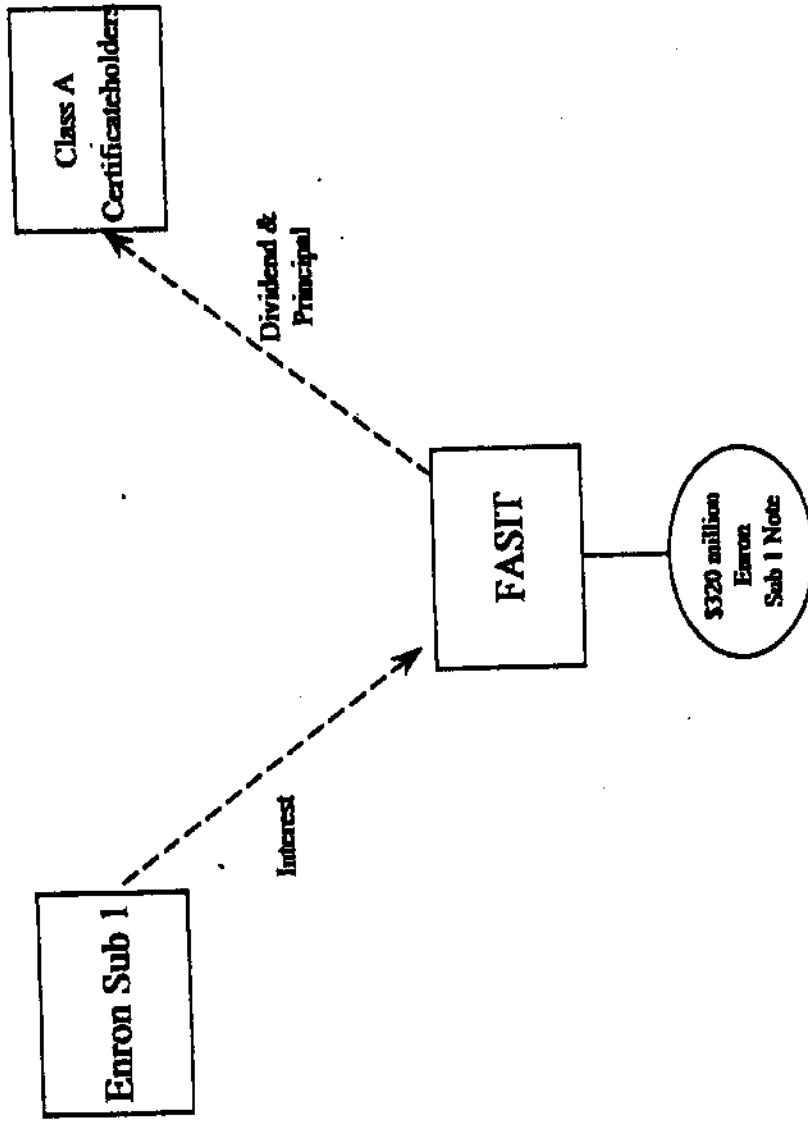 Enron Sub 1
Class A
Certificateholders
Interest
Dividend &
Principal
FASIT
$320 million
Enron
Sub 1 Note